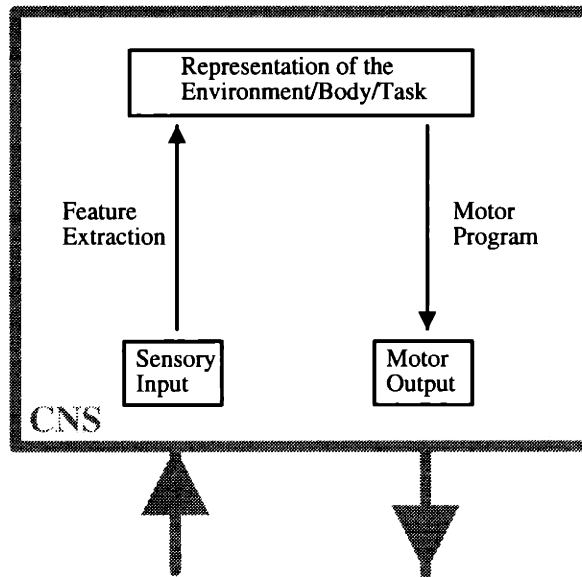 Representation of the
Environment/Body/Task
Feature
Extraction
Motor
Program
Sensory
Input
Motor
Output
CNS